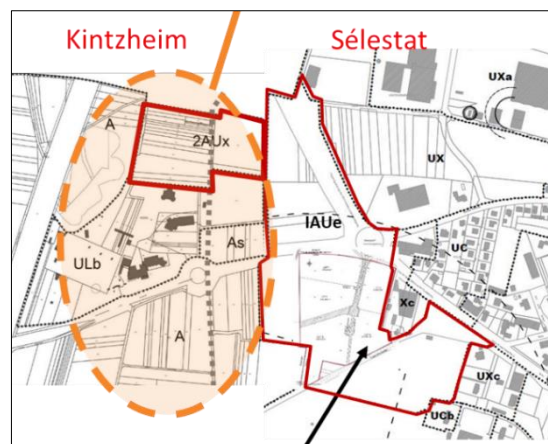 Kintzheim
Sélestat
UXa
A
2AUx
UX
IAUe
As
UC
ULb
Xc
A
UXc
UCb